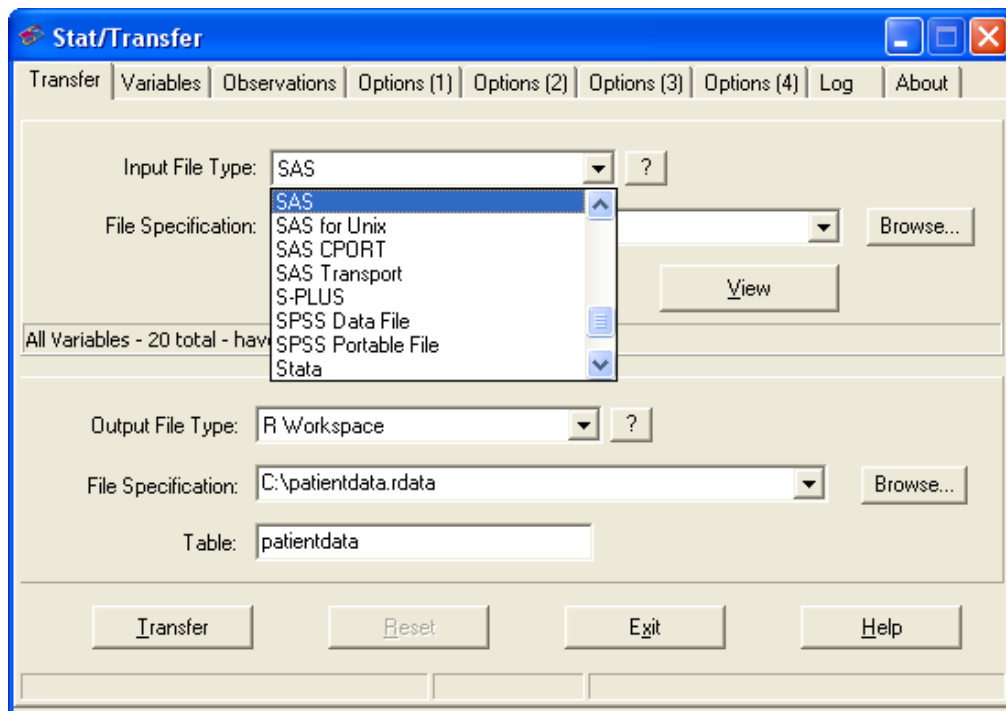 Stat/Transfer
Transfer Variables Observations Options (1) Options (2) Options (3) Options (4) Log About
Input File Type: SAS ?
SAS
File Specification: SAS for Unix Browse...
SAS CPORT
SAS Transport
S-PLUS View
SPSS Data File
All Variables - 20 total - hav SPSS Portable File
Stata
Output File Type: R Workspace ?
File Specification: C:\patientdata.rdata Browse...
Table: patientdata
Transfer Reset Exit Help